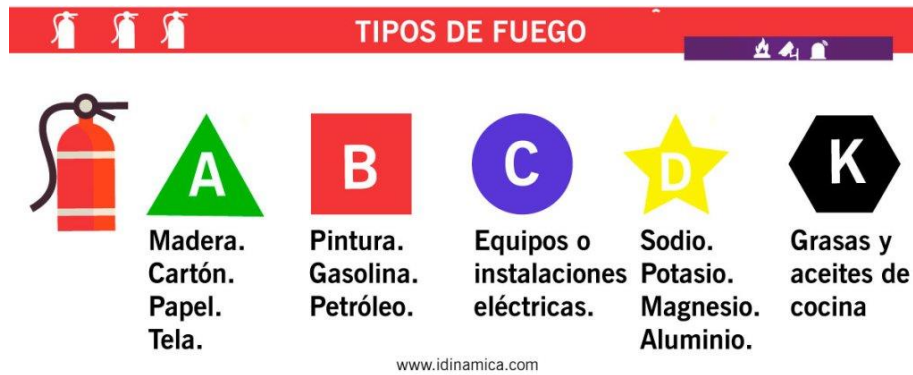 TIPOS DE FUEGO
A
Madera.
Cartón.
Papel.
Tela.
B
Pintura.
Gasolina.
Petróleo.
C
Equipos o
instalaciones
eléctricas.
D
Sodio.
Potasio.
Magnesio.
Aluminio.
K
Grasas y
aceites de
cocina
www.idinamica.com